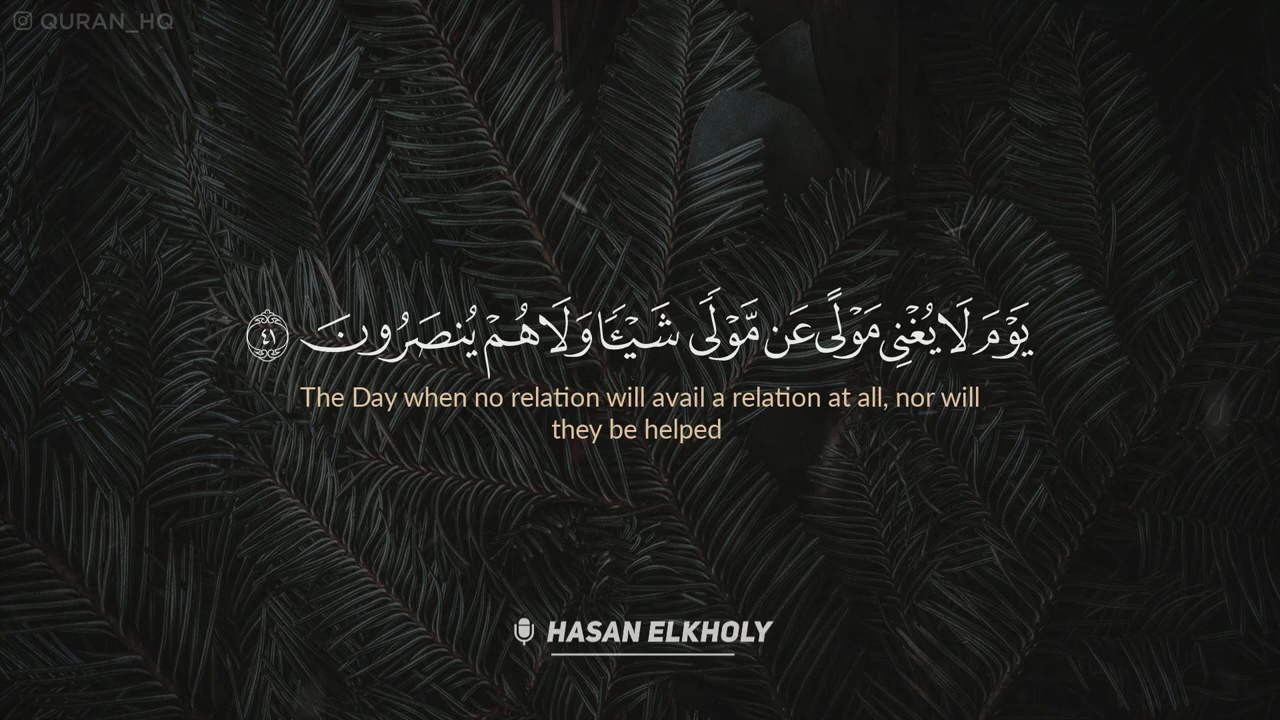 QURAN_HQ
يَوْمَ لَا يُغْنِى مَوْلًى عَن مَّوْلًى شَيْـًٔا وَلَا هُمْ يُنصَرُونَ ٤١
The Day when no relation will avail a relation at all, nor will
they be helped
HASAN ELKHOLY